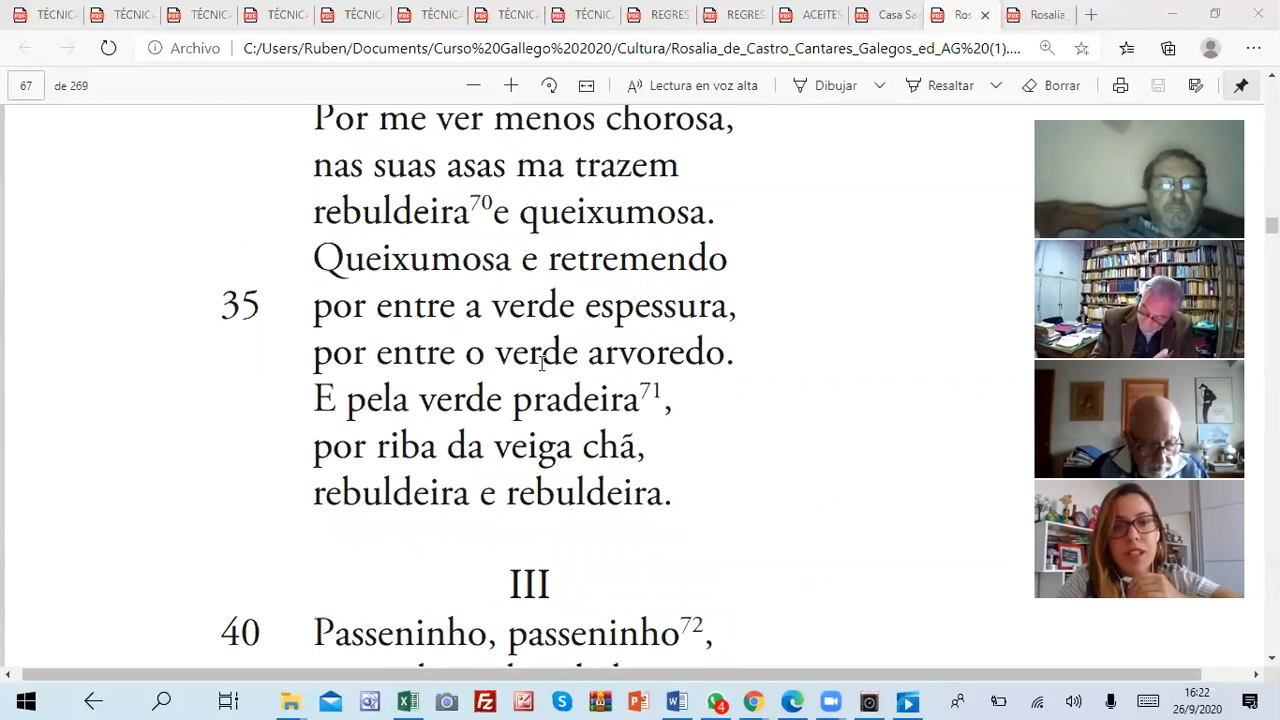 TÉCNIC
TÉCNIC
TÉCNIC
TÉCNIC
TÉCNI
TÉCNIC
TÉCNIC
TÉCNIC
REGRES
REGRES
ACEITES
Casa Sa
Ros
Rosalía_
Archivo
C:/Users/Ruben/Documents/Curso%20Gallego%202020/Cultura/Rosalia_de_Castro_Cantares_Galegos_ed_AG%20(1)....
67 de 269
Lectura en voz alta
Dibujar
Resaltar
Borrar
Por me ver menos chorosa,
nas suas asas ma trazem
rebuldeira70e queixumosa.
Queixumosa e retremendo
35 por entre a verde espessura,
por entre o verde arvoredo.
E pela verde pradeira71,
por riba da veiga chã,
rebuldeira e rebuldeira.
III
40 Passeninho, passeninho72,
4
16:22
26/9/2020